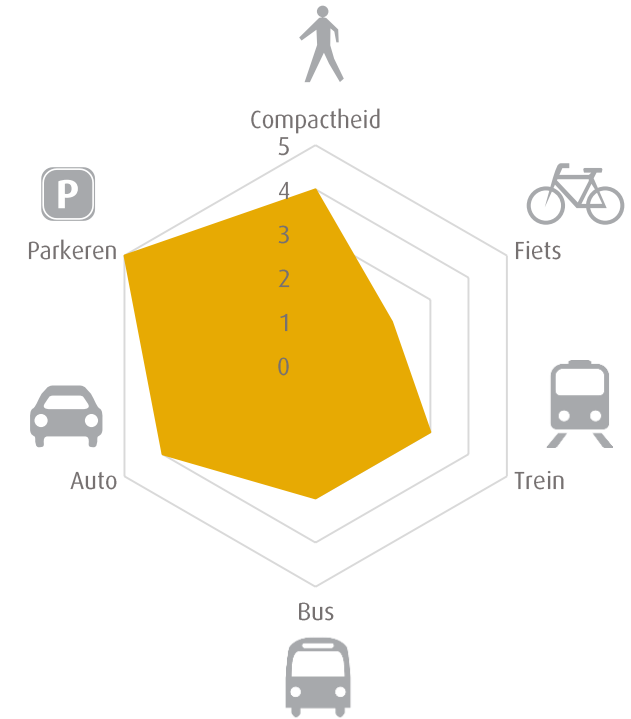 Compactheid
5
4
P
3
Parkeren
Fiets
2
1
0
Auto
Trein
Bus